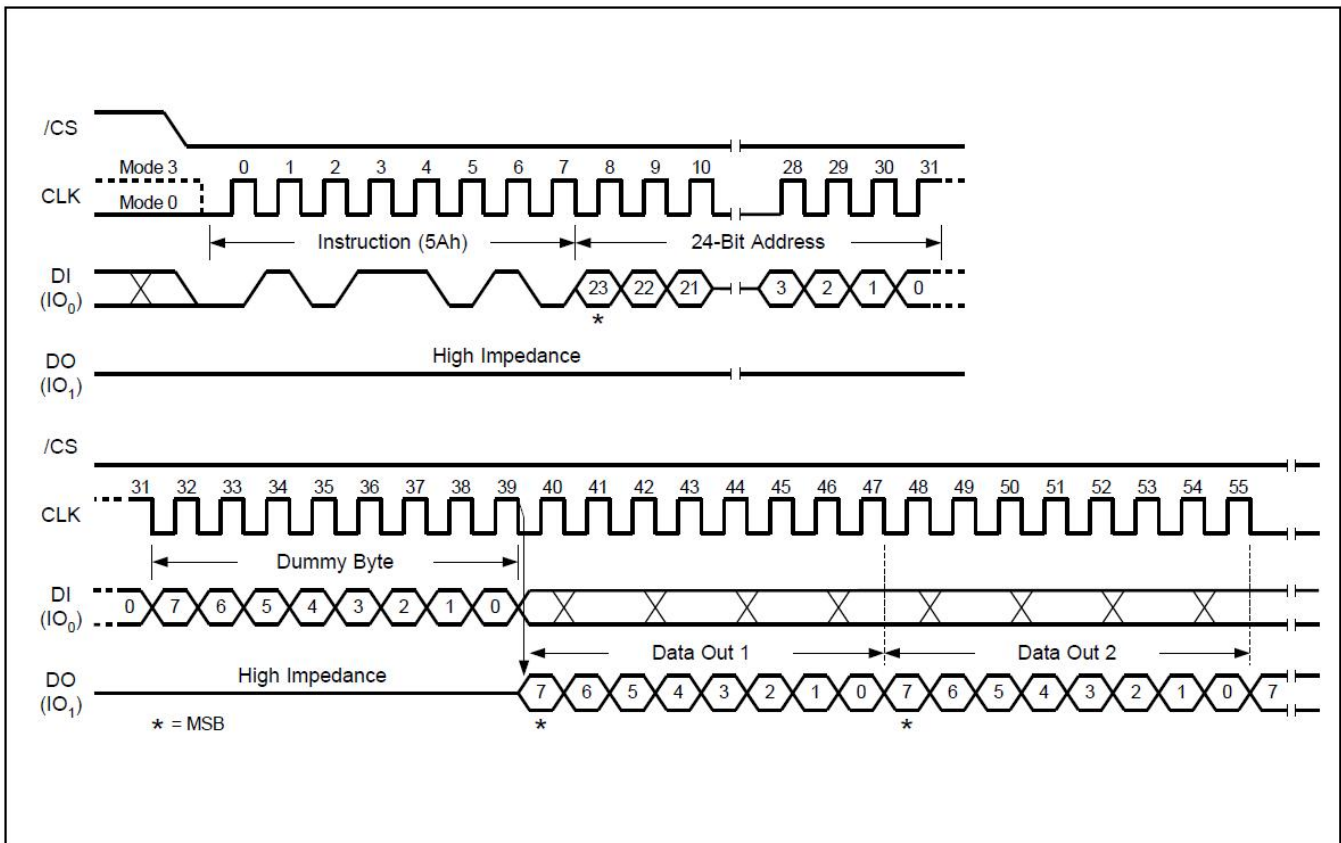 /CS
Mode 3 0 1 2 3 4 5 6 7 8 9 10 28 29 30 31
CLK
Mode 0
Instruction (5Ah) 24-Bit Address
DI
(IO0) 23 22 21 3 2 1 0
*
High Impedance
DO
(IO1)
/CS
31 32 33 34 35 36 37 38 39 40 41 42 43 44 45 46 47 48 49 50 51 52 53 54 55
CLK
Dummy Byte
DI
(IO0) 0 7 6 5 4 3 2 1 0
Data Out 1 Data Out 2
High Impedance
DO
(IO1) 7 6 5 4 3 2 1 0 7 6 5 4 3 2 1 0 7
* = MSB * *